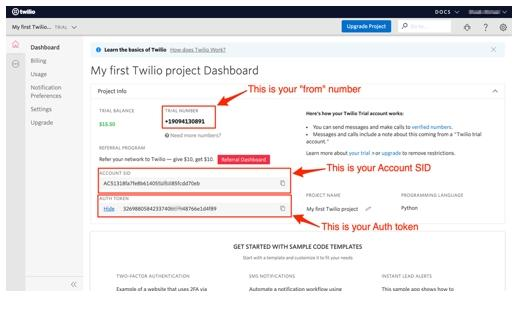 twilio
DOCS
My first Twilio... TRIAL
Upgrade Project
Dashboard
Billing
Usage
Notification
Preferences
Settings
Upgrade
Learn the basics of Twilio How does Twilio Work?
My first Twilio project Dashboard
Project Info
This is your "from" number
TRIAL BALANCE
$15.50
TRIAL NUMBER
+19094130891
Need more numbers?
Here's how your Twilio Trial account works:
• You can send messages and make calls to verified numbers.
• Messages and calls include a note about this coming from a "Twilio trial
account."
Learn more about your trial or upgrade to remove restrictions.
REFERRAL PROGRAM
Refer your network to Twilio — give $10, get $10. Referral Dashboard
This is your Account SID
ACCOUNT SID
PROJECT NAME
My first Twilio project
PROGRAMMING LANGUAGE
Python
AUTH TOKEN
Hide
This is your Auth token
GET STARTED WITH SAMPLE CODE TEMPLATES
Start with a template and customize it to fit your needs.
TWO-FACTOR AUTHENTICATION
Example of a website that uses 2FA via
SMS NOTIFICATIONS
Automate a notification workflow using
INSTANT LEAD ALERTS
This sample app shows how to